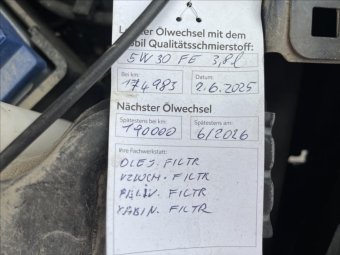 Letzter Ölwechsel mit dem
Mobil Qualitätsschmierstoff:
5W30 FE 3,8l
Bei km: Datum:
174983 2.6.2025
Nächster Ölwechsel
Spätestens bei km: Spätestens am:
190000 6/2026
Ihre Fachwerkstatt:
OLEJ. FILTR
VZDUCH. FILTR
PALIV. FILTR
KABIN. FILTR